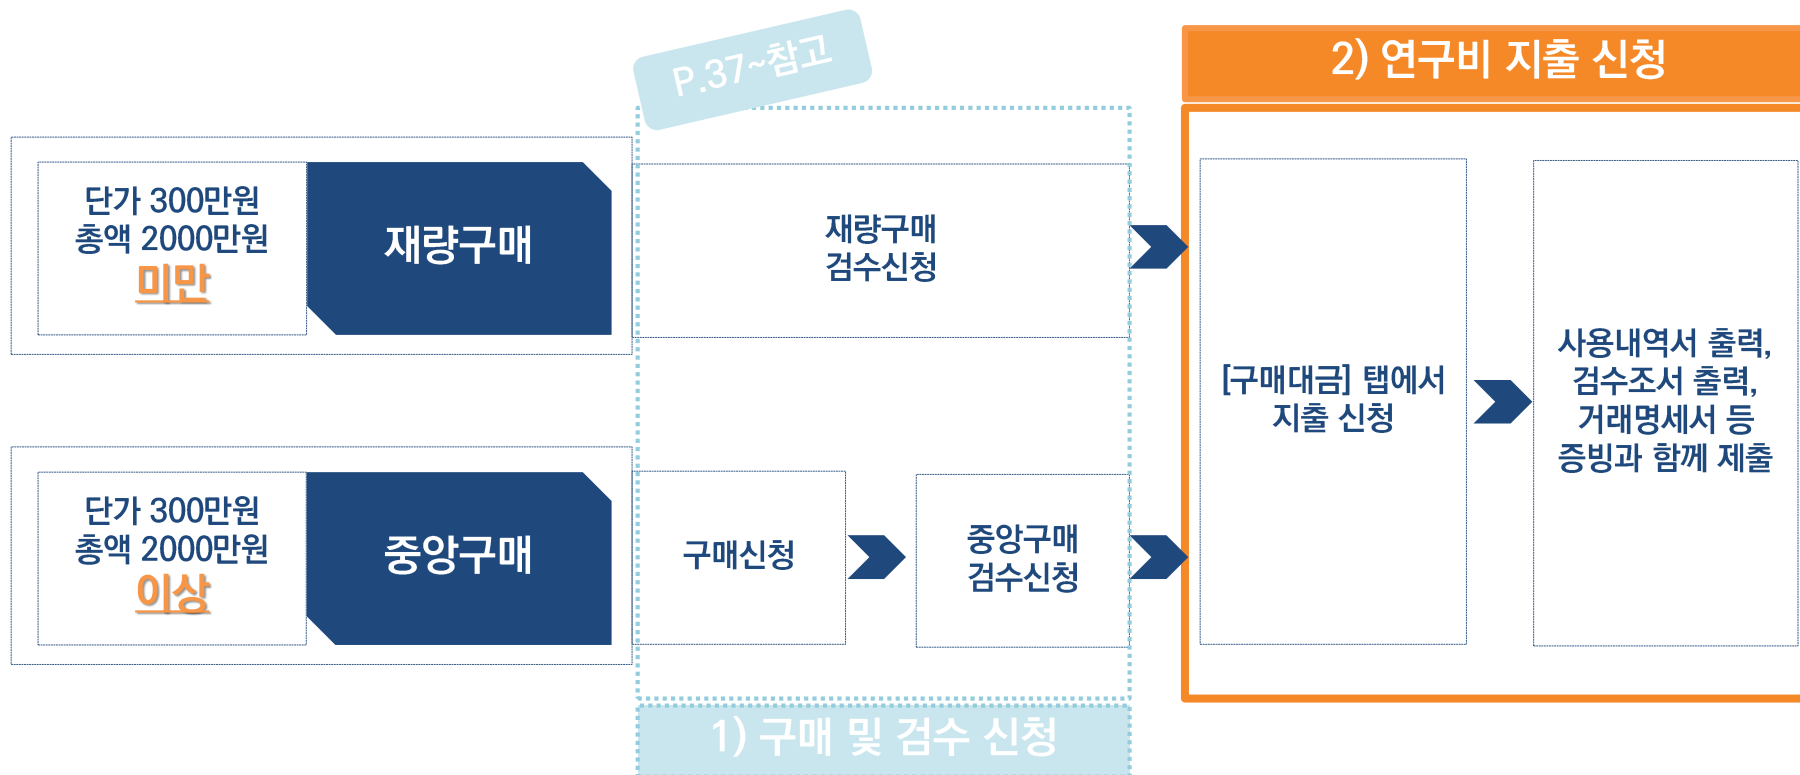 P.37~참고
2) 연구비 지출 신청
단가 300만원
총액 2000만원
미만
재량구매
재량구매
검수신청
단가 300만원
총액 2000만원
이상
중앙구매
구매신청
중앙구매
검수신청
[구매대금] 탭에서
지출 신청
사용내역서 출력,
검수조서 출력,
거래명세서 등
증빙과 함께 제출
1) 구매 및 검수 신청